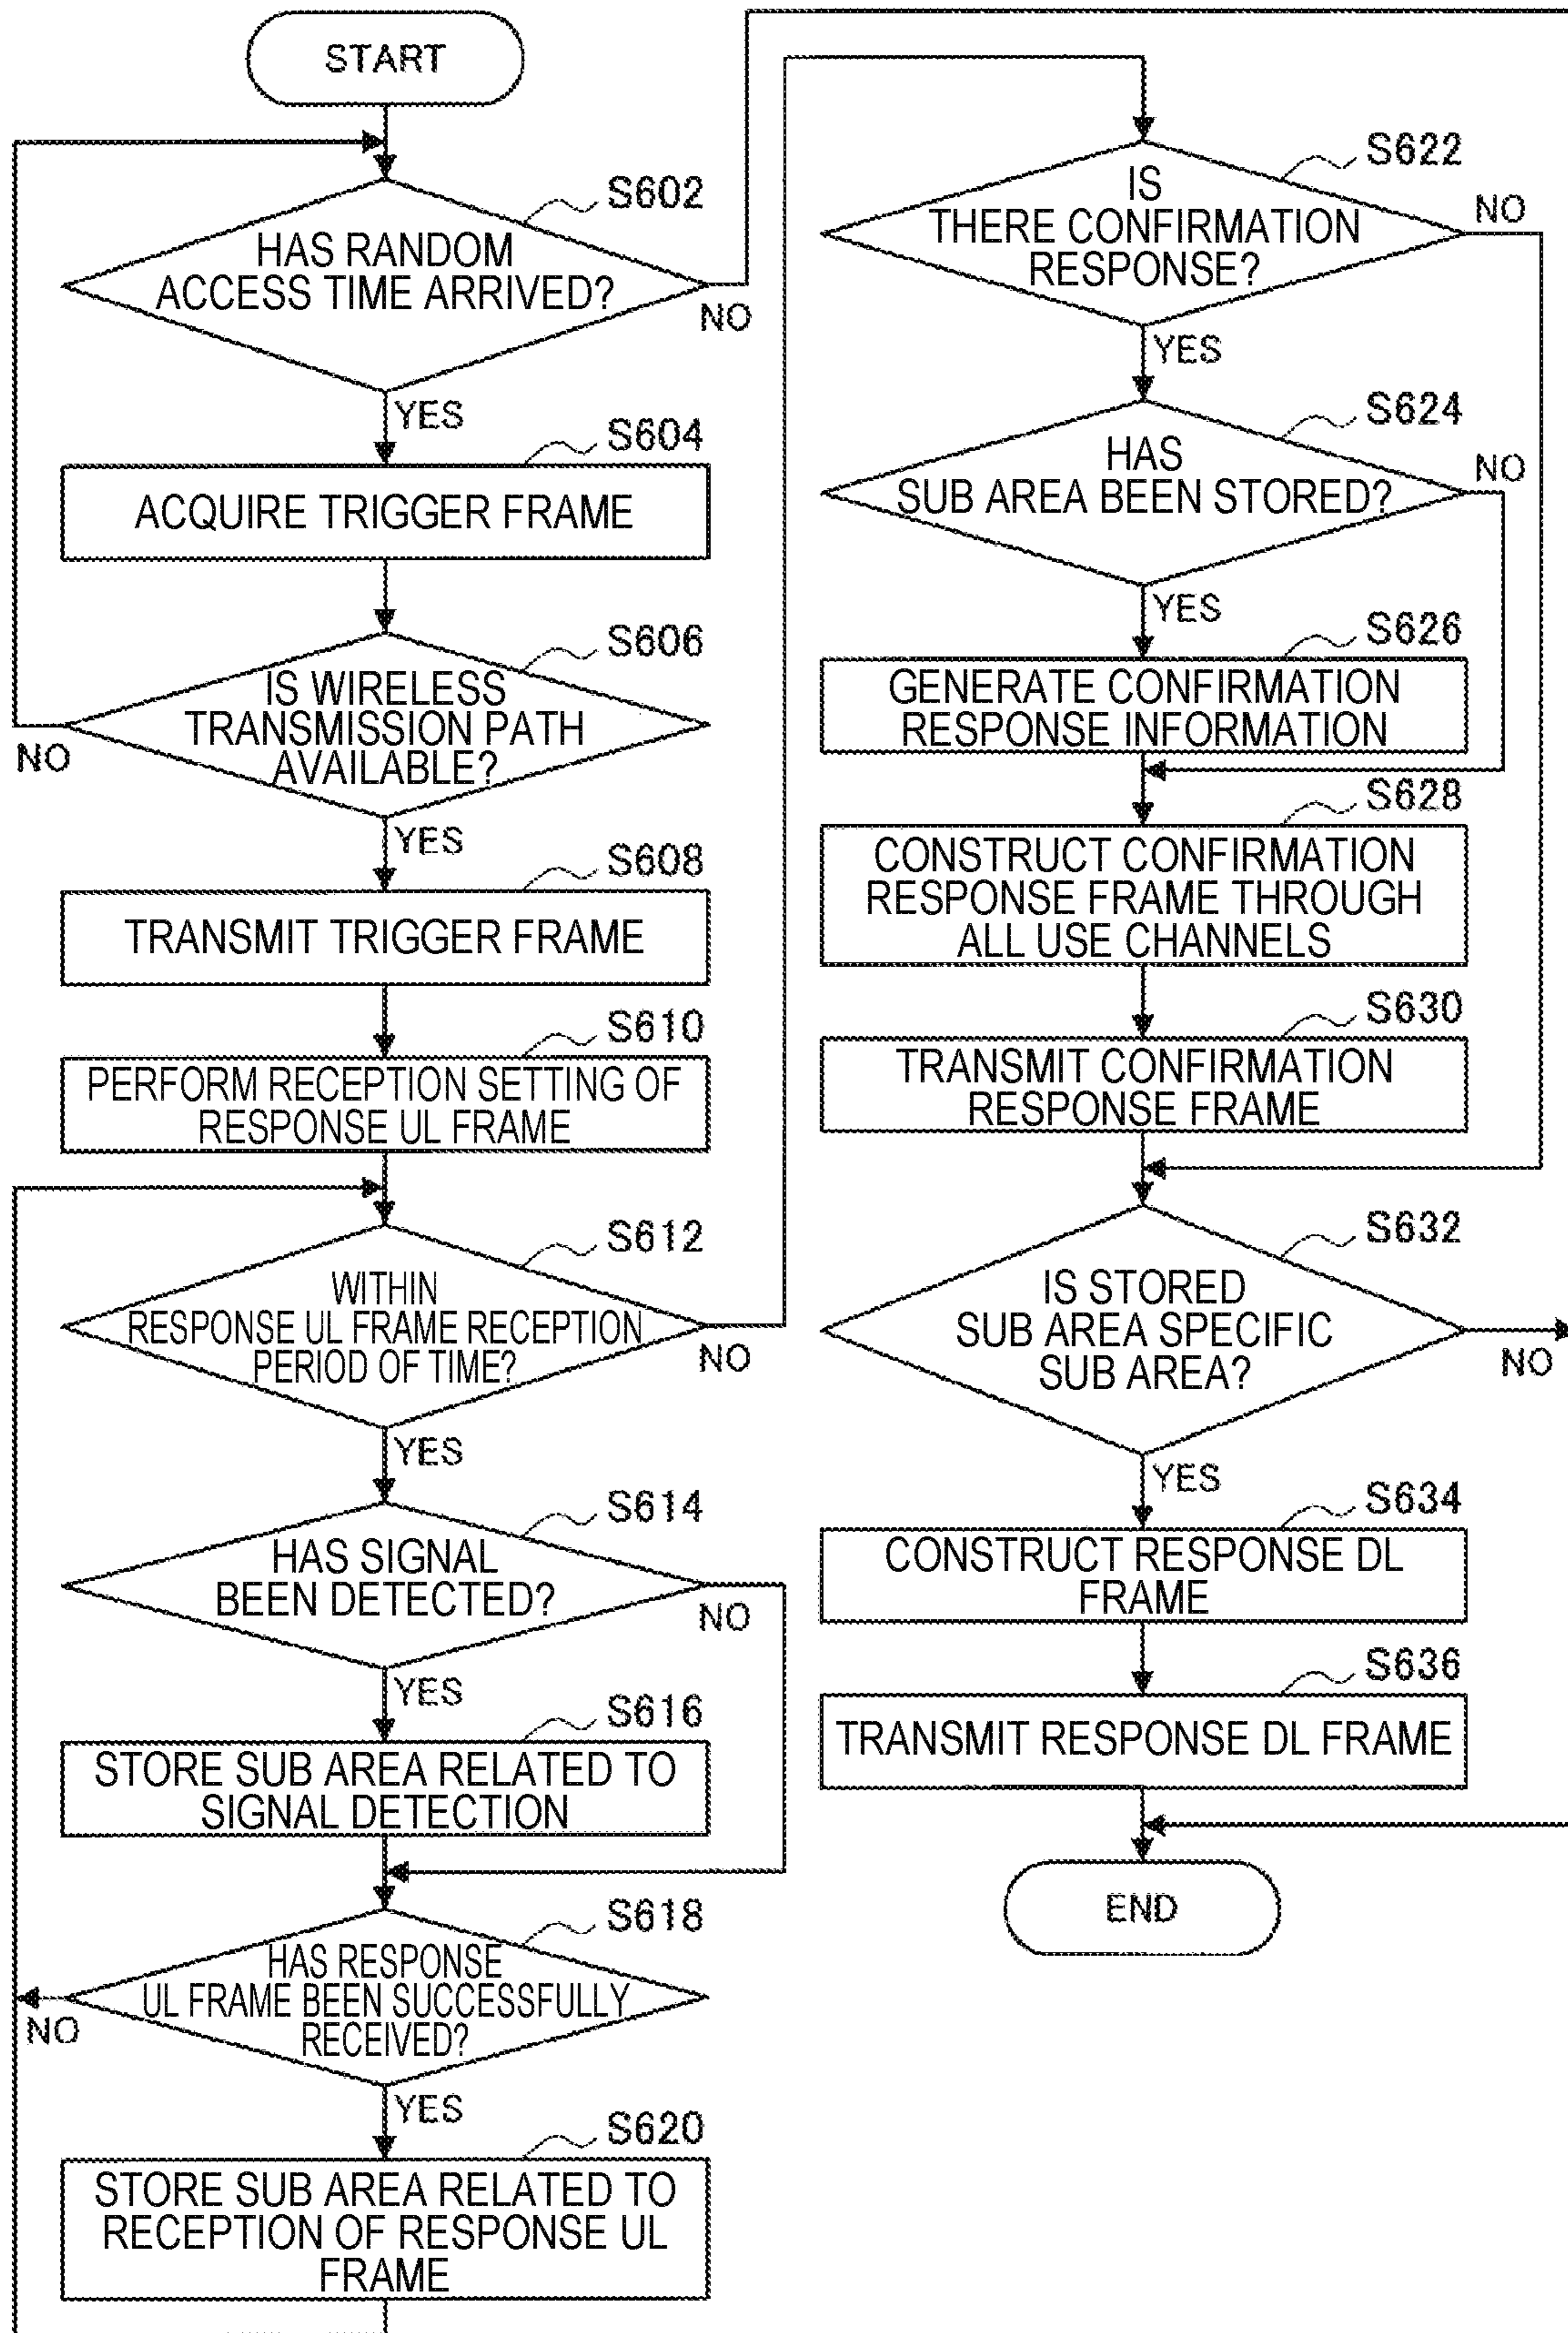 START
S602
HAS RANDOM
ACCESS TIME ARRIVED?
NO
YES
S604
ACQUIRE TRIGGER FRAME
S606
IS WIRELESS
TRANSMISSION PATH
AVAILABLE?
NO
YES
S608
TRANSMIT TRIGGER FRAME
S610
PERFORM RECEPTION SETTING OF
RESPONSE UL FRAME
S612
WITHIN
RESPONSE UL FRAME RECEPTION
PERIOD OF TIME?
NO
YES
S614
HAS SIGNAL
BEEN DETECTED?
NO
YES
S616
STORE SUB AREA RELATED TO
SIGNAL DETECTION
S618
HAS RESPONSE
UL FRAME BEEN SUCCESSFULLY
RECEIVED?
NO
YES
S620
STORE SUB AREA RELATED TO
RECEPTION OF RESPONSE UL
FRAME
S622
IS
THERE CONFIRMATION
RESPONSE?
NO
YES
S624
HAS
SUB AREA BEEN STORED?
NO
YES
S626
GENERATE CONFIRMATION
RESPONSE INFORMATION
S628
CONSTRUCT CONFIRMATION
RESPONSE FRAME THROUGH
ALL USE CHANNELS
S630
TRANSMIT CONFIRMATION
RESPONSE FRAME
S632
IS STORED
SUB AREA SPECIFIC
SUB AREA?
NO
YES
S634
CONSTRUCT RESPONSE DL
FRAME
S636
TRANSMIT RESPONSE DL FRAME
END